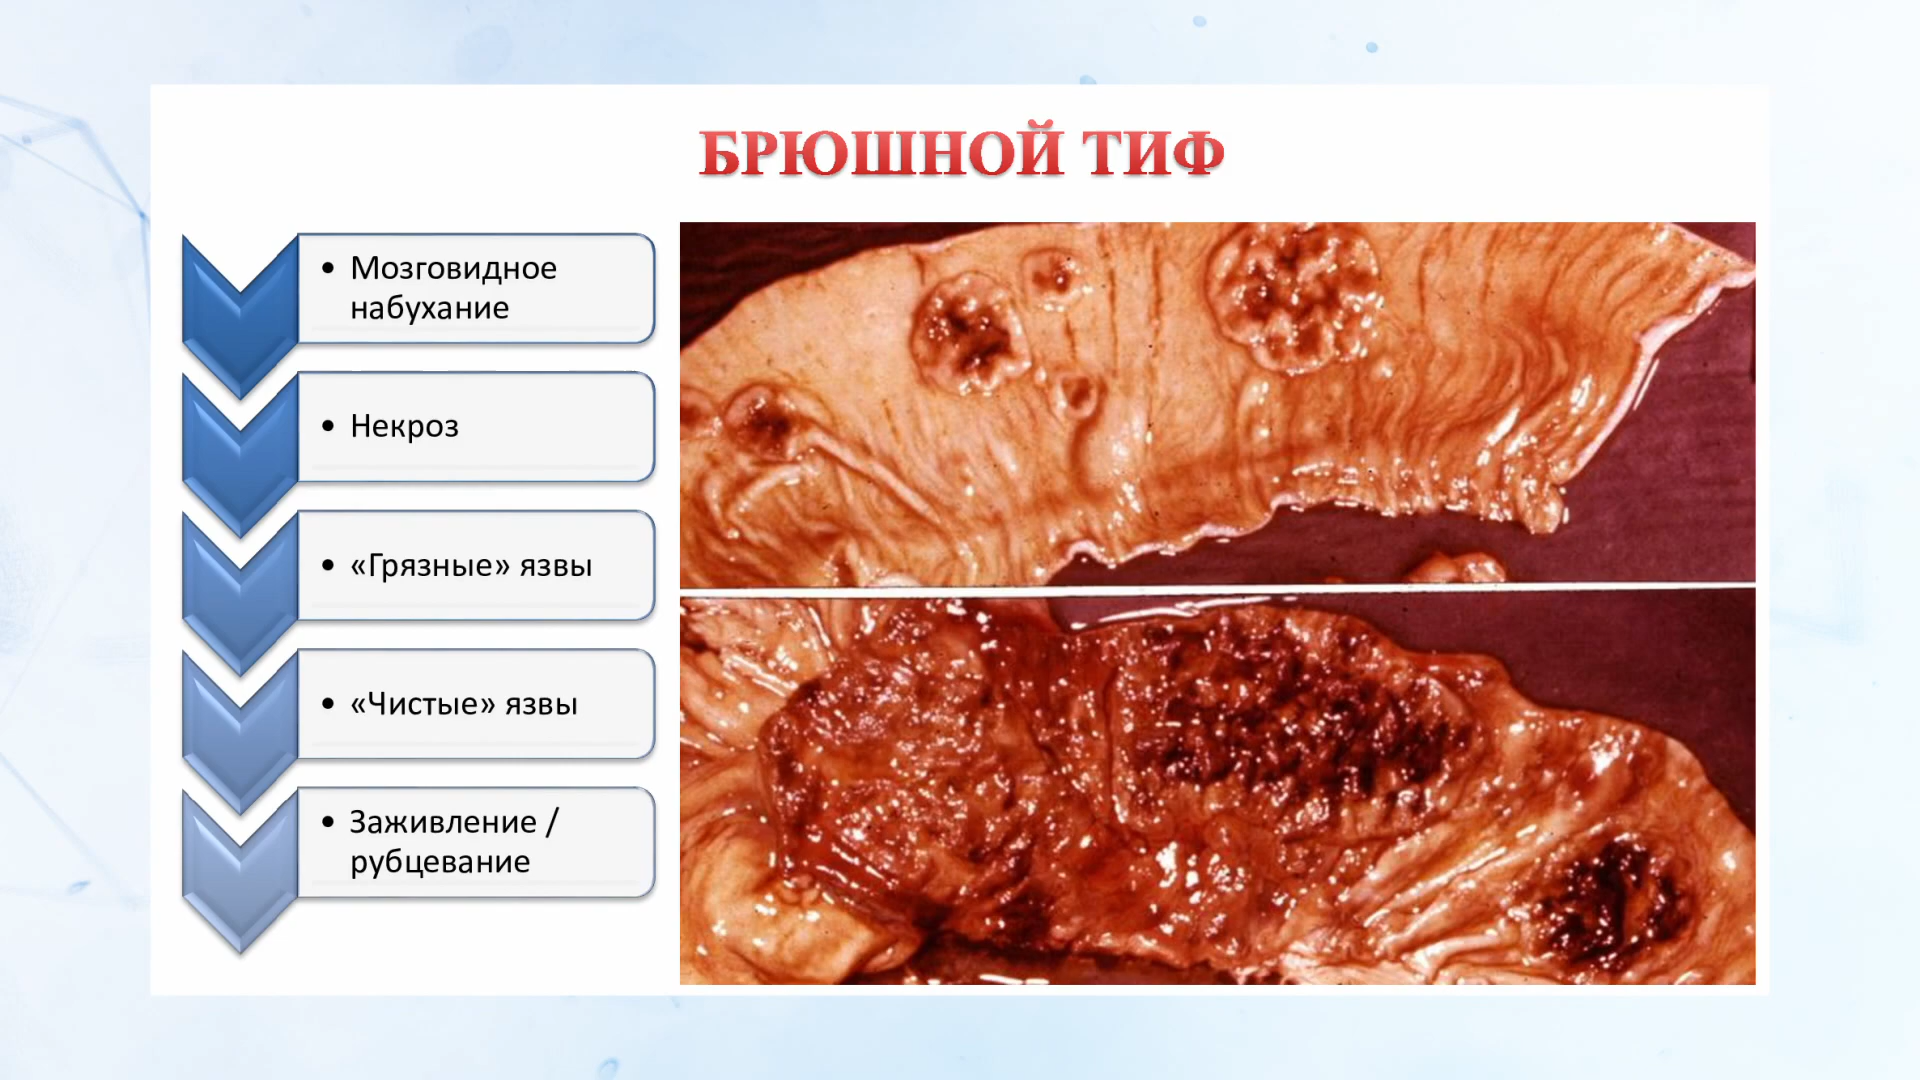 БРЮШНОЙ ТИФ
• Мозговидное
набухание
• Некроз
• «Грязные» язвы
• «Чистые» язвы
• Заживление /
рубцевание